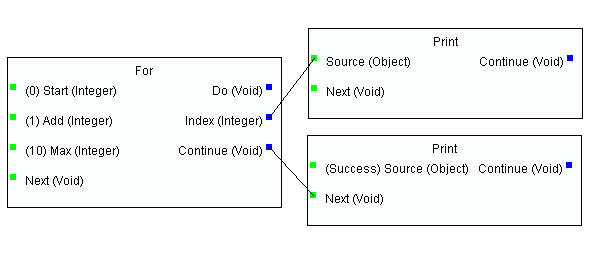 For
(0) Start (Integer) Do (Void)
(1) Add (Integer) Index (Integer)
(10) Max (Integer) Continue (Void)
Next (Void)
Print
Source (Object) Continue (Void)
Next (Void)
Print
(Success) Source (Object) Continue (Void)
Next (Void)